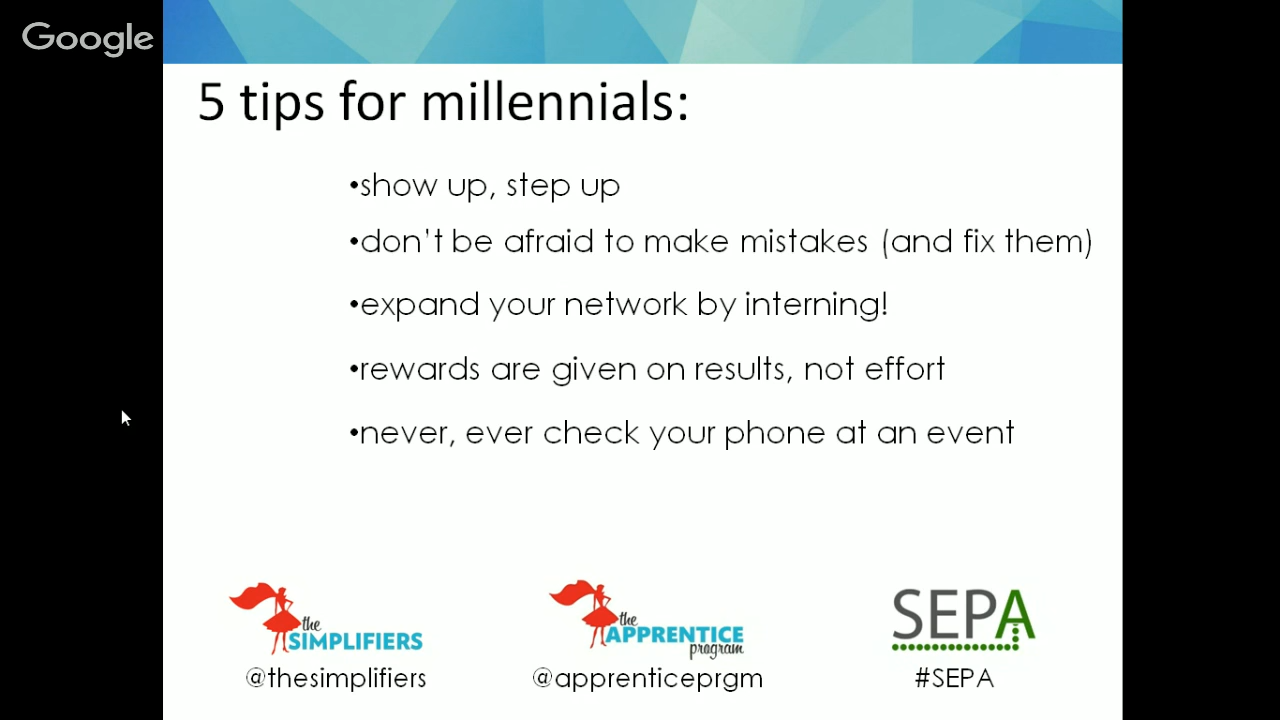 Google
5 tips for millennials:
•show up, step up
•don't be afraid to make mistakes (and fix them)
•expand your network by interning!
•rewards are given on results, not effort
•never, ever check your phone at an event
the
SIMPLIFIERS
@thesimplifiers
the
APPRENTICE
program
@apprenticeprgm
SEPA
#SEPA